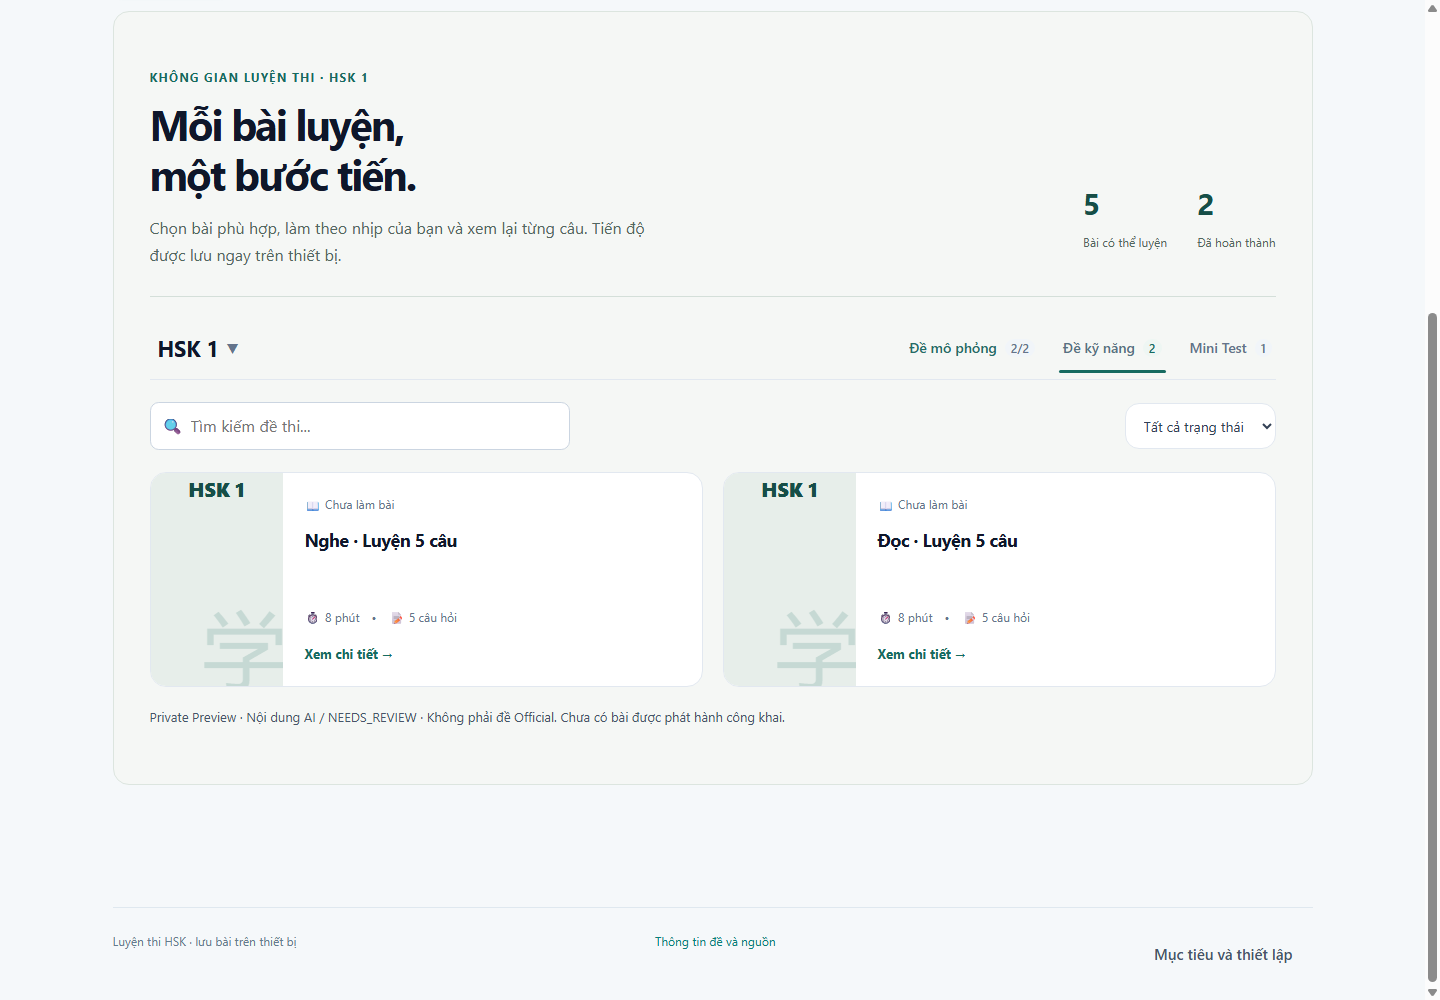 KHÔNG GIAN LUYỆN THI · HSK 1
Mỗi bài luyện,
một bước tiến.
Chọn bài phù hợp, làm theo nhịp của bạn và xem lại từng câu. Tiến độ
được lưu ngay trên thiết bị.
5
Bài có thể luyện
2
Đã hoàn thành
HSK 1 ▼
Đề mô phỏng 2/2
Đề kỹ năng 2
Mini Test 1
Tìm kiếm đề thi...
Tất cả trạng thái
HSK 1
学
Chưa làm bài
Nghe · Luyện 5 câu
8 phút • 5 câu hỏi
Xem chi tiết →
HSK 1
学
Chưa làm bài
Đọc · Luyện 5 câu
8 phút • 5 câu hỏi
Xem chi tiết →
Private Preview · Nội dung AI / NEEDS_REVIEW · Không phải đề Official. Chưa có bài được phát hành công khai.
Luyện thi HSK · lưu bài trên thiết bị
Thông tin đề và nguồn
Mục tiêu và thiết lập